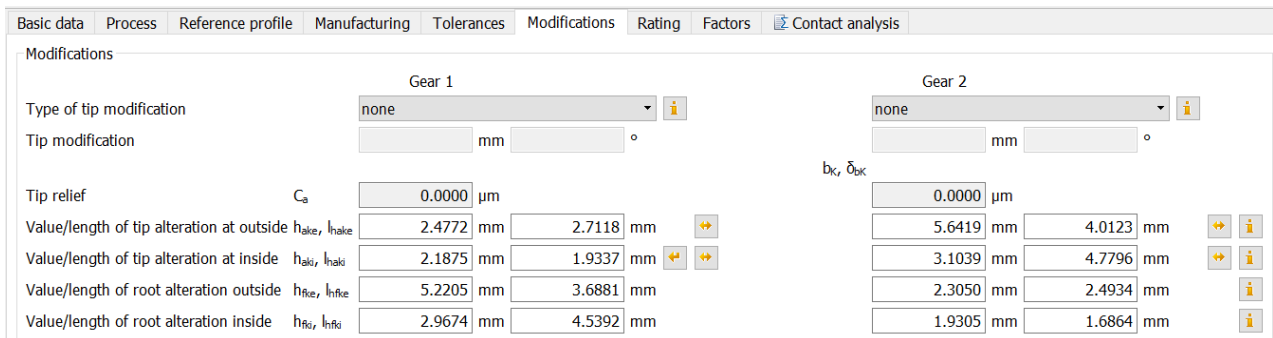 Basic data Process Reference profile Manufacturing Tolerances Modifications Rating Factors Contact analysis
Modifications
Gear 1 Gear 2
Type of tip modification none none
Tip modification mm ° mm °
bK, δbK
Tip relief Ca 0.0000 µm 0.0000 µm
Value/length of tip alteration at outside hake, lhake 2.4772 mm 2.7118 mm 5.6419 mm 4.0123 mm
Value/length of tip alteration at inside haki, lhaki 2.1875 mm 1.9337 mm 3.1039 mm 4.7796 mm
Value/length of root alteration outside hfke, lhfke 5.2205 mm 3.6881 mm 2.3050 mm 2.4934 mm
Value/length of root alteration inside hfki, lhfki 2.9674 mm 4.5392 mm 1.9305 mm 1.6864 mm